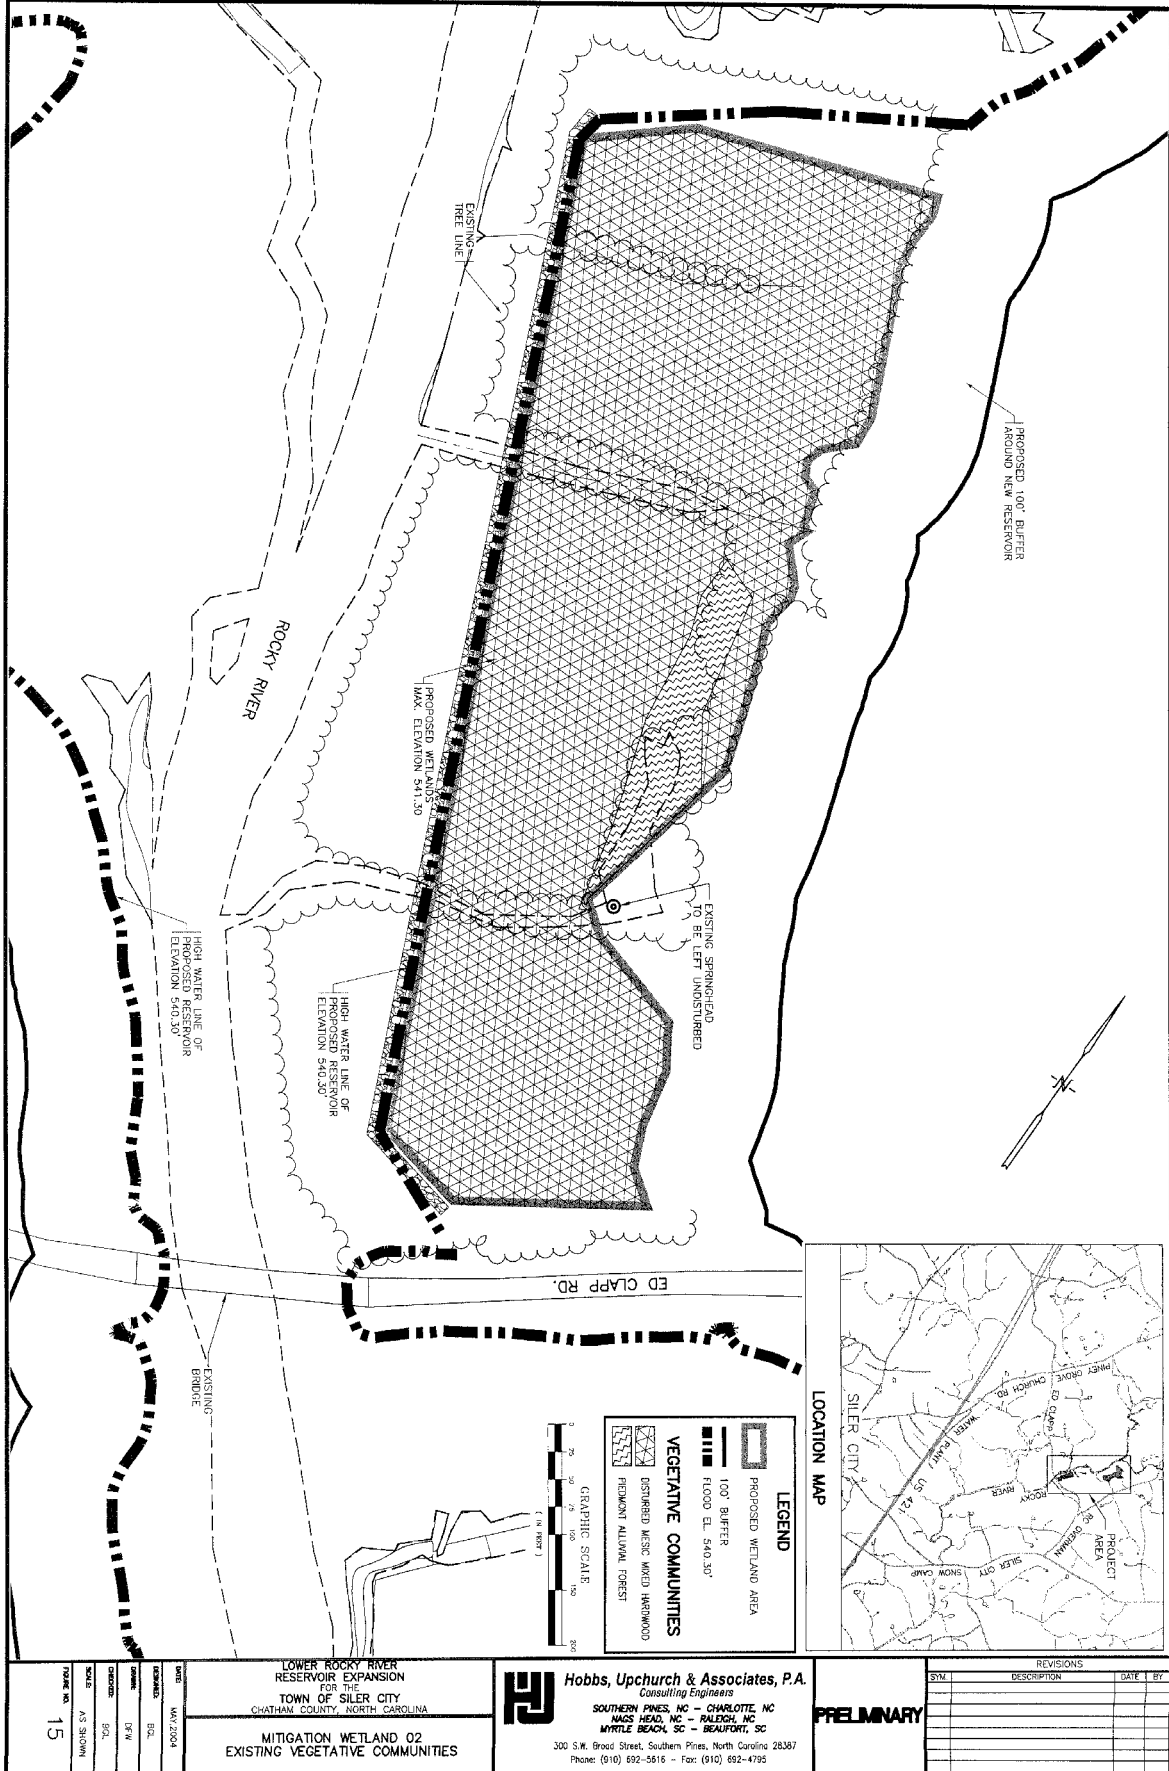 EXISTING
TREE LINE
PROPOSED 100' BUFFER
AROUND NEW RESERVOIR
ROCKY RIVER
PROPOSED WETLANDS
MAX. ELEVATION 541.30
EXISTING SPRINGHEAD
TO BE LEFT UNDISTURBED
HIGH WATER LINE OF
PROPOSED RESERVOIR
ELEVATION 540.30'
HIGH WATER LINE OF
PROPOSED RESERVOIR
ELEVATION 540.30'
N
ED CLAPP RD.
EXISTING
BRIDGE
LOCATION MAP
SILER CITY
PINEY GROVE CHURCH RD.
ED CLAPP
WATER PLANT
US 421
ROCKY RIVER
RC OVERMAN
PROJECT
AREA
SILER CITY SNOW CAMP
LEGEND
PROPOSED WETLAND AREA
100' BUFFER
FLOOD EL. 540.30'
VEGETATIVE COMMUNITIES
DISTURBED MESIC MIXED HARDWOOD
PIEDMONT ALLUVIAL FOREST
GRAPHIC SCALE
( IN FEET )
LOWER ROCKY RIVER
RESERVOIR EXPANSION
FOR THE
TOWN OF SILER CITY
CHATHAM COUNTY, NORTH CAROLINA
MITIGATION WETLAND 02
EXISTING VEGETATIVE COMMUNITIES
Hobbs, Upchurch & Associates, P.A.
Consulting Engineers
SOUTHERN PINES, NC - CHARLOTTE, NC
NAGS HEAD, NC - RALEIGH, NC
MYRTLE BEACH, SC - BEAUFORT, SC
300 S.W. Broad Street, Southern Pines, North Carolina 28387
Phone: (910) 692-5616 - Fax: (910) 692-4795
PRELIMINARY
REVISIONS
SYM. DESCRIPTION DATE BY
DATE: MAY.2004
DESIGNED: BGL
DRAWN: DFW
CHECKED: BGL
SCALE: AS SHOWN
FIGURE NO. 15